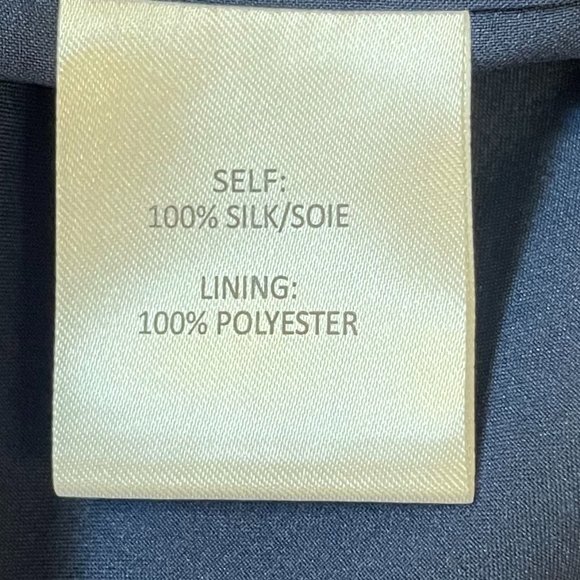 SELF:
100% SILK/SOIE
LINING:
100% POLYESTER